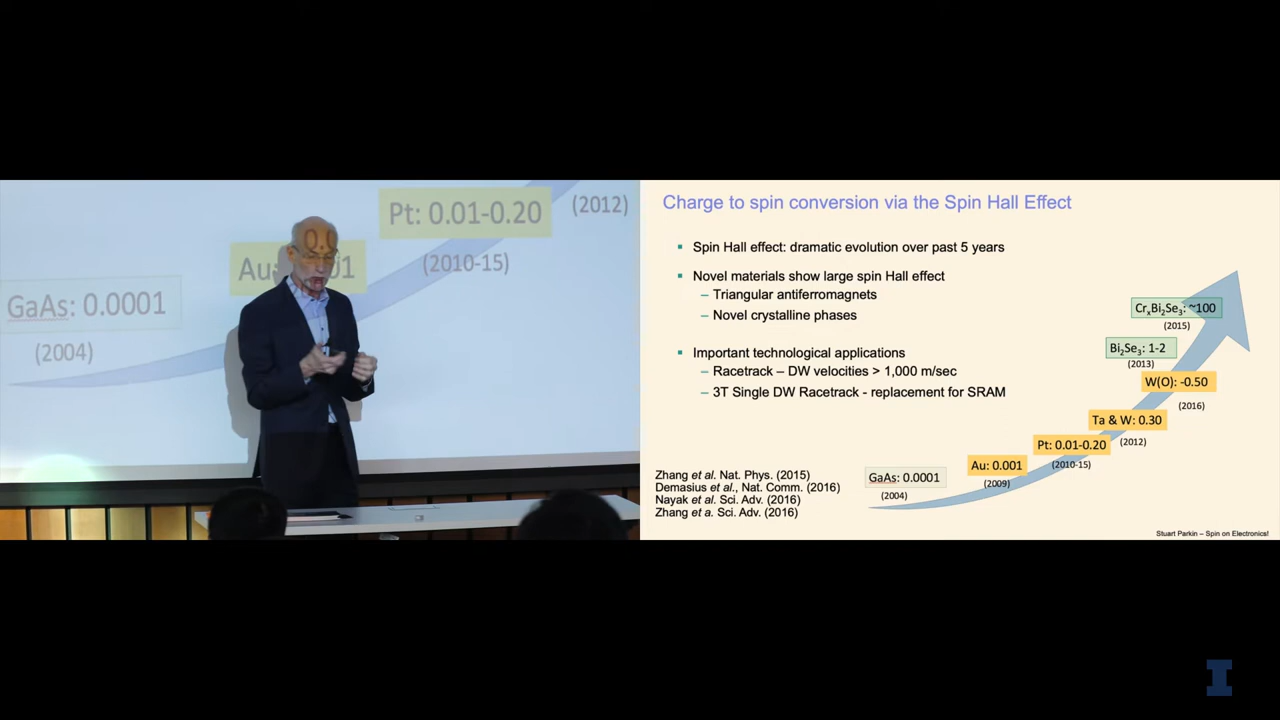 GaAs: 0.0001
(2004)
Au: 0.01
Pt: 0.01-0.20
(2010-15)
(2012)
Charge to spin conversion via the Spin Hall Effect
▪ Spin Hall effect: dramatic evolution over past 5 years
▪ Novel materials show large spin Hall effect
– Triangular antiferromagnets
– Novel crystalline phases
▪ Important technological applications
– Racetrack – DW velocities > 1,000 m/sec
– 3T Single DW Racetrack - replacement for SRAM
CrₓBi₂Se₃: ~100
(2015)
Bi₂Se₃: 1-2
(2013)
W(O): -0.50
(2016)
Ta & W: 0.30
(2012)
Pt: 0.01-0.20
(2010-15)
Au: 0.001
(2009)
GaAs: 0.0001
(2004)
Zhang et al. Nat. Phys. (2015)
Demasius et al., Nat. Comm. (2016)
Nayak et al. Sci. Adv. (2016)
Zhang et a. Sci. Adv. (2016)
Stuart Parkin – Spin on Electronics!
I